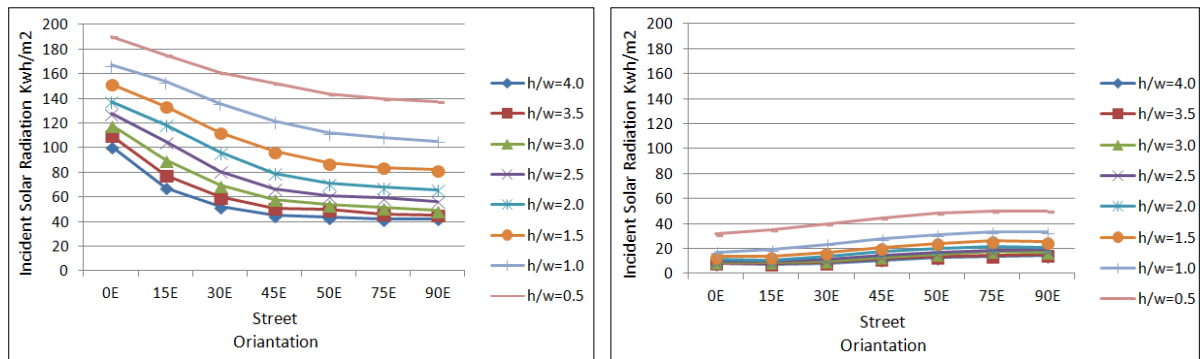 Incident Solar Radiation Kwh/m2
200
180
160
140
120
100
80
60
40
20
0
0E 15E 30E 45E 50E 75E 90E
Street
Oriantation
h/w=4.0
h/w=3.5
h/w=3.0
h/w=2.5
h/w=2.0
h/w=1.5
h/w=1.0
h/w=0.5
Incident Solar Radiation Kwh/m2
200
180
160
140
120
100
80
60
40
20
0
0E 15E 30E 45E 50E 75E 90E
Street
Oriantation
h/w=4.0
h/w=3.5
h/w=3.0
h/w=2.5
h/w=2.0
h/w=1.5
h/w=1.0
h/w=0.5